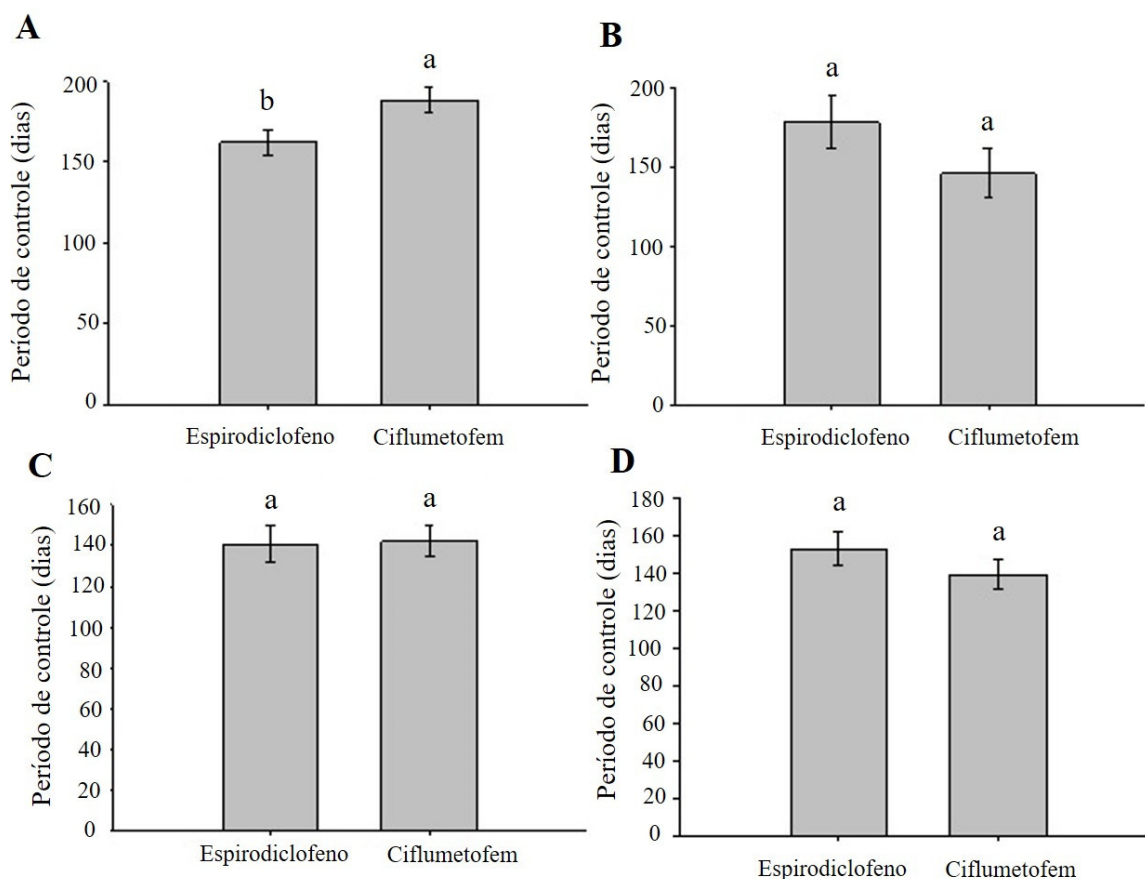 A
Período de controle (dias)
200
150
100
50
0
b
a
Espirodiclofeno
Ciflumetofem
B
Período de controle (dias)
200
150
100
50
0
a
a
Espirodiclofeno
Ciflumetofem
C
Período de controle (dias)
160
140
120
100
80
60
40
20
0
a
a
Espirodiclofeno
Ciflumetofem
D
Período de controle (dias)
180
160
140
120
100
80
60
40
20
0
a
a
Espirodiclofeno
Ciflumetofem